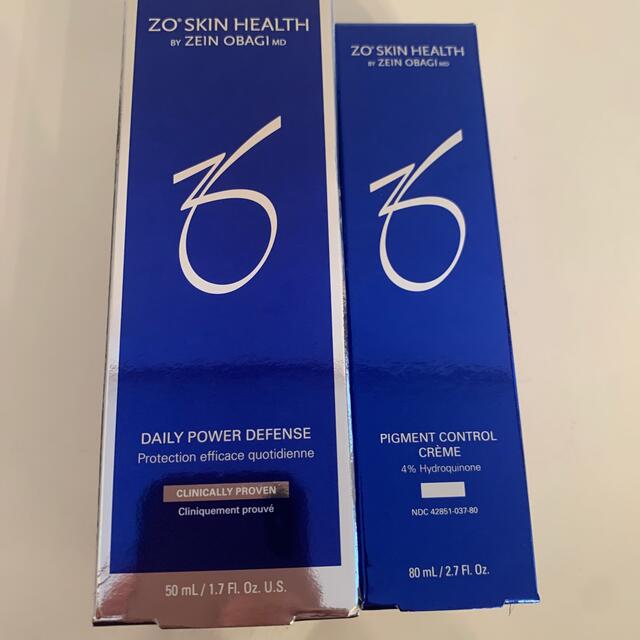 ZO® SKIN HEALTH
BY ZEIN OBAGI MD
DAILY POWER DEFENSE
Protection efficace quotidienne
CLINICALLY PROVEN
Cliniquement prouvé
50 mL / 1.7 Fl. Oz. U.S.
ZO® SKIN HEALTH
BY ZEIN OBAGI MD
PIGMENT CONTROL
CRÈME
4% Hydroquinone
NDC 42851-037-80
80 mL / 2.7 Fl. Oz.